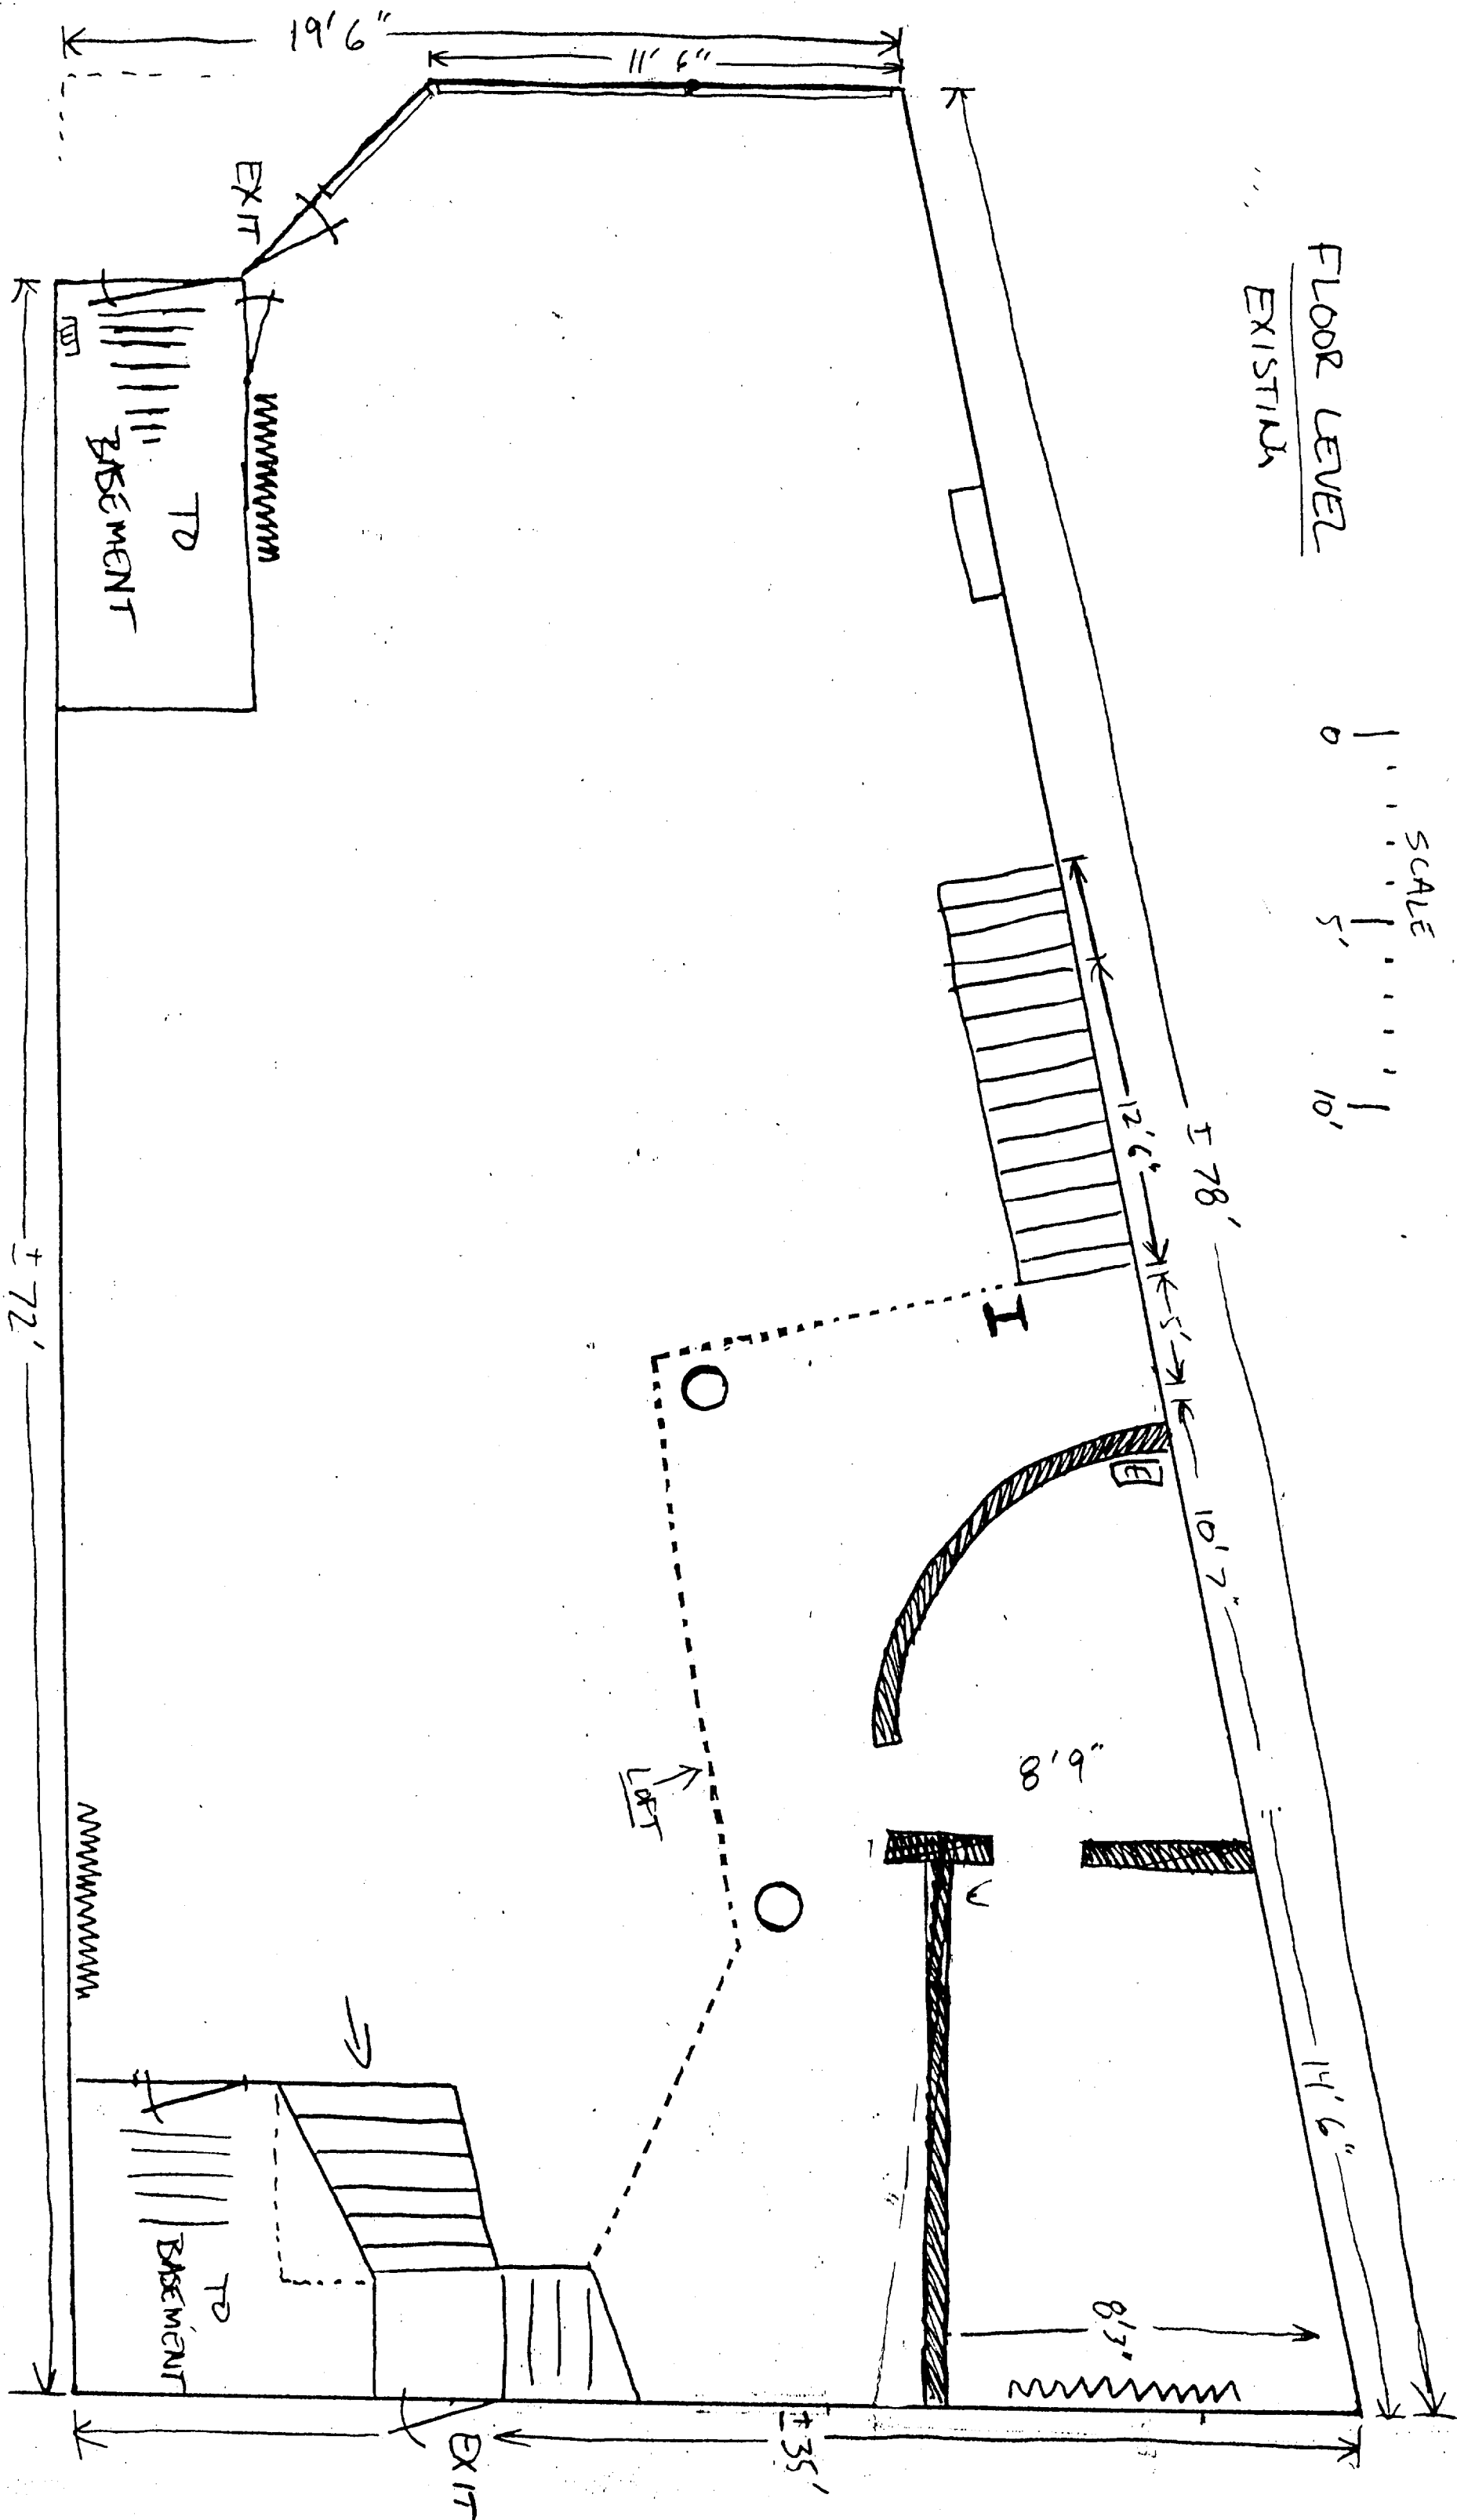 FLOOR LEVEL
EXISTING
SCALE
0 5' 10'
± 78'
12'6"
5'
10'7"
14'6"
19'6"
11'6"
EXIT
TO
BASEMENT
E
8'9"
LOFT
8'3"
TO
BASEMENT
EXIT
± 35'
± 72'